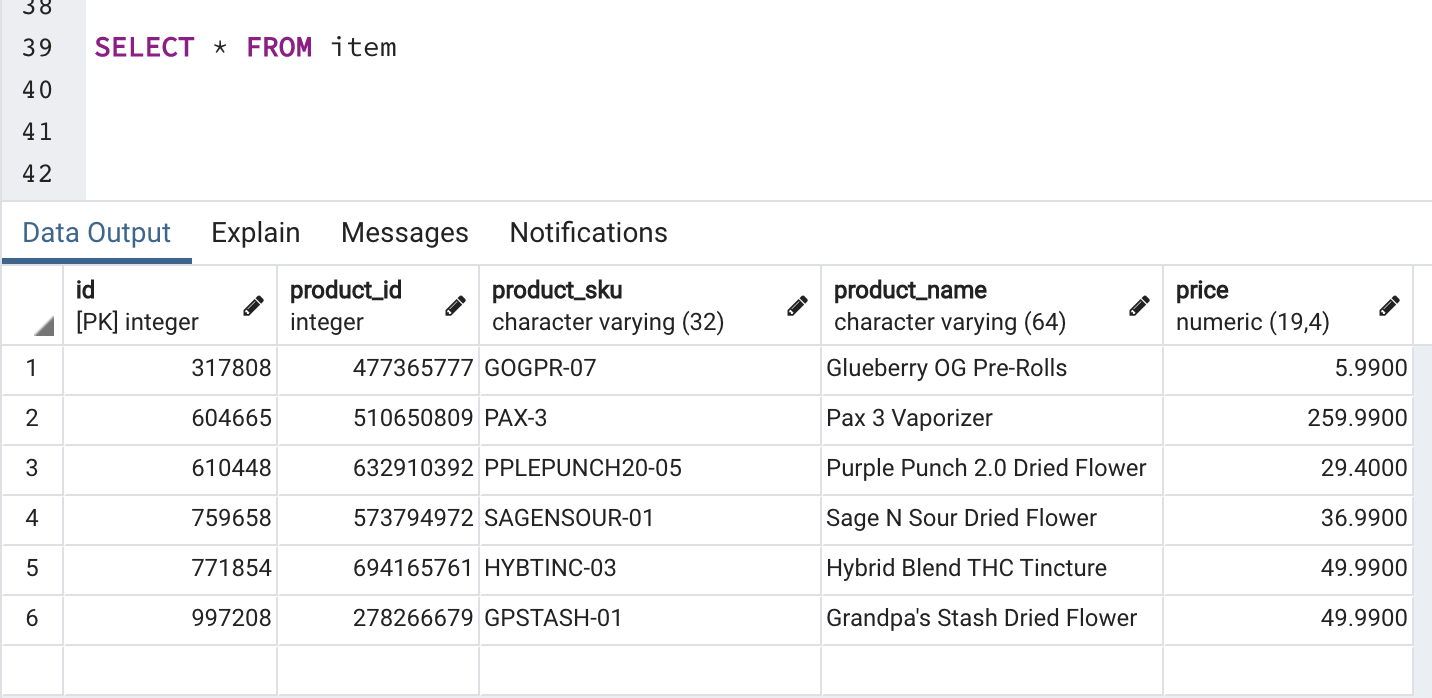 38
39 SELECT * FROM item
40
41
42
Data Output Explain Messages Notifications
id product_id product_sku product_name price
[PK] integer integer character varying (32) character varying (64) numeric (19,4)
1 317808 477365777 GOGPR-07 Glueberry OG Pre-Rolls 5.9900
2 604665 510650809 PAX-3 Pax 3 Vaporizer 259.9900
3 610448 632910392 PPLEPUNCH20-05 Purple Punch 2.0 Dried Flower 29.4000
4 759658 573794972 SAGENSOUR-01 Sage N Sour Dried Flower 36.9900
5 771854 694165761 HYBTINC-03 Hybrid Blend THC Tincture 49.9900
6 997208 278266679 GPSTASH-01 Grandpa's Stash Dried Flower 49.9900